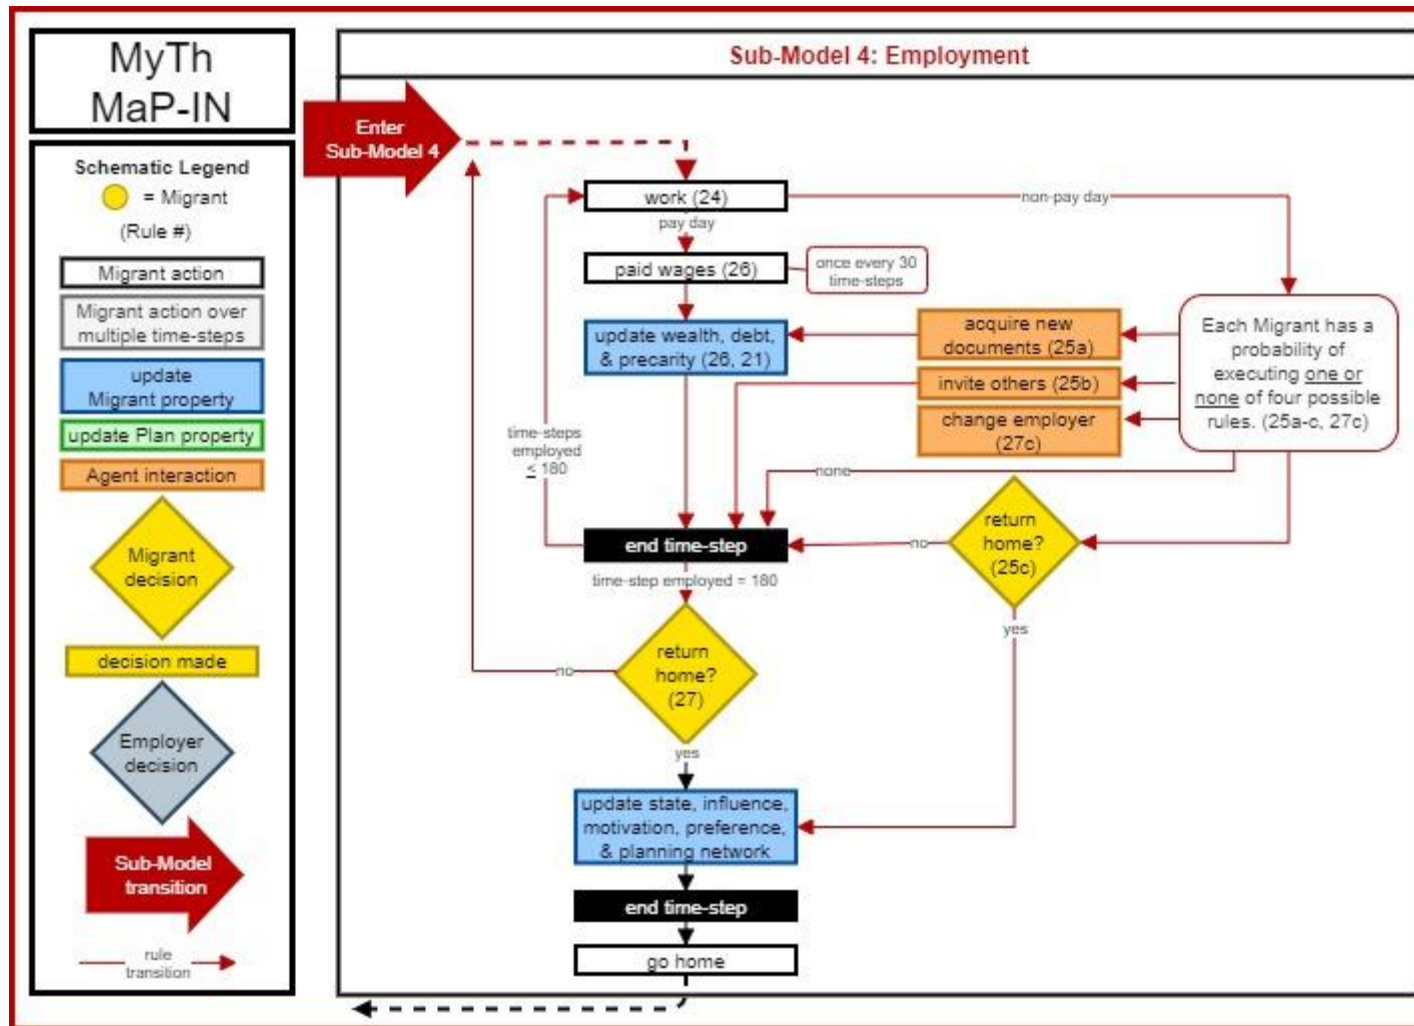 MyTh
MaP-IN
Schematic Legend
= Migrant
(Rule #)
Migrant action
Migrant action over
multiple time-steps
update
Migrant property
update Plan property
Agent interaction
Migrant
decision
decision made
Employer
decision
Sub-Model
transition
rule
transition
Sub-Model 4: Employment
Enter
Sub-Model 4
work (24)
non-pay day
pay day
paid wages (26)
once every 30
time-steps
update wealth, debt,
& precarity (26, 21)
acquire new
documents (25a)
invite others (25b)
change employer
(27c)
Each Migrant has a
probability of
executing one or
none of four possible
rules. (25a-c, 27c)
time-steps
employed
≤ 180
none
return
home?
(25c)
no
end time-step
time-step employed = 180
yes
return
home?
(27)
no
yes
update state, influence,
motivation, preference,
& planning network
end time-step
go home